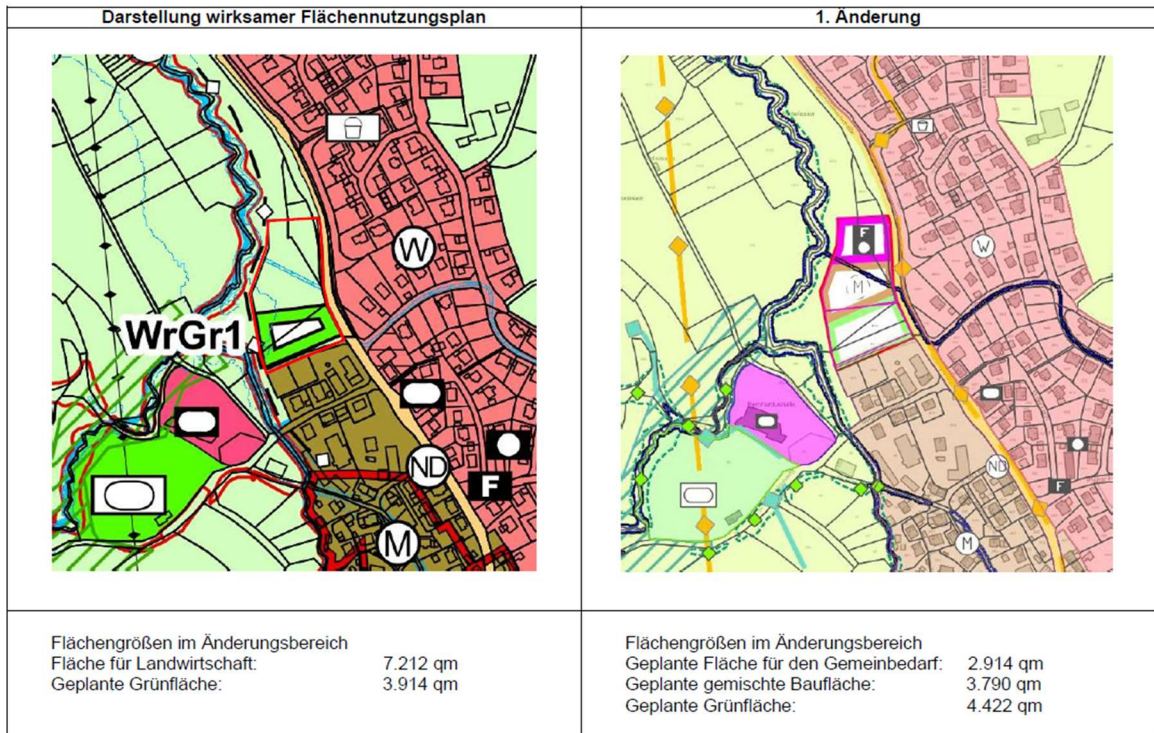 Darstellung wirksamer Flächennutzungsplan
1. Änderung
W
WrGr1
ND
F
M
F
M
W
ND
F
M
Flächengrößen im Änderungsbereich
Fläche für Landwirtschaft: 7.212 qm
Geplante Grünfläche: 3.914 qm
Flächengrößen im Änderungsbereich
Geplante Fläche für den Gemeinbedarf: 2.914 qm
Geplante gemischte Baufläche: 3.790 qm
Geplante Grünfläche: 4.422 qm